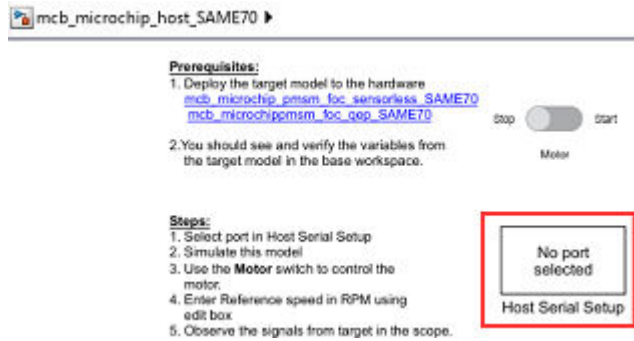 mcb_microchip_host_SAME70
Prerequisites:
1. Deploy the target model to the hardware
mcb_microchip_pmsm_foc_sensorless_SAME70
mcb_microchippmsm_foc_qep_SAME70
Stop
Start
Motor
2.You should see and verify the variables from
the target model in the base workspace.
Steps:
1. Select port in Host Serial Setup
2. Simulate this model
3. Use the Motor switch to control the
motor.
4. Enter Reference speed in RPM using
edit box
5. Observe the signals from target in the scope.
No port
selected
Host Serial Setup